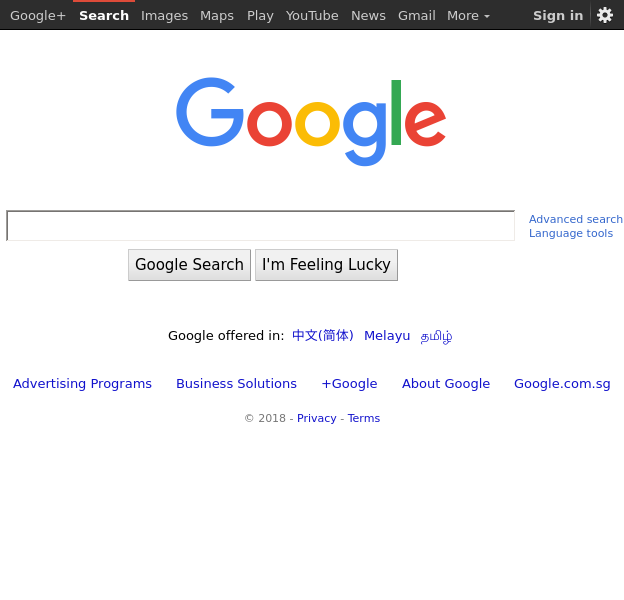 Google+ Search Images Maps Play YouTube News Gmail More Sign in
Google
Advanced search
Language tools
Google Search I'm Feeling Lucky
Google offered in: 中文(简体) Melayu தமிழ்
Advertising Programs Business Solutions +Google About Google Google.com.sg
© 2018 - Privacy - Terms